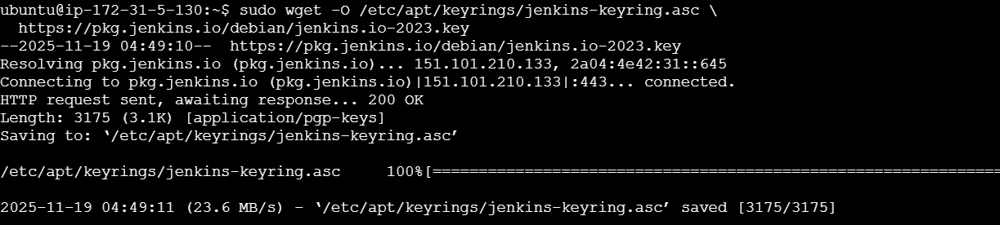 ubuntu@ip-172-31-5-130:~$ sudo wget -O /etc/apt/keyrings/jenkins-keyring.asc \
  https://pkg.jenkins.io/debian/jenkins.io-2023.key
--2025-11-19 04:49:10--  https://pkg.jenkins.io/debian/jenkins.io-2023.key
Resolving pkg.jenkins.io (pkg.jenkins.io)... 151.101.210.133, 2a04:4e42:31::645
Connecting to pkg.jenkins.io (pkg.jenkins.io)|151.101.210.133|:443... connected.
HTTP request sent, awaiting response... 200 OK
Length: 3175 (3.1K) [application/pgp-keys]
Saving to: ‘/etc/apt/keyrings/jenkins-keyring.asc’
/etc/apt/keyrings/jenkins-keyring.asc     100%[==============================================================
2025-11-19 04:49:11 (23.6 MB/s) - ‘/etc/apt/keyrings/jenkins-keyring.asc’ saved [3175/3175]